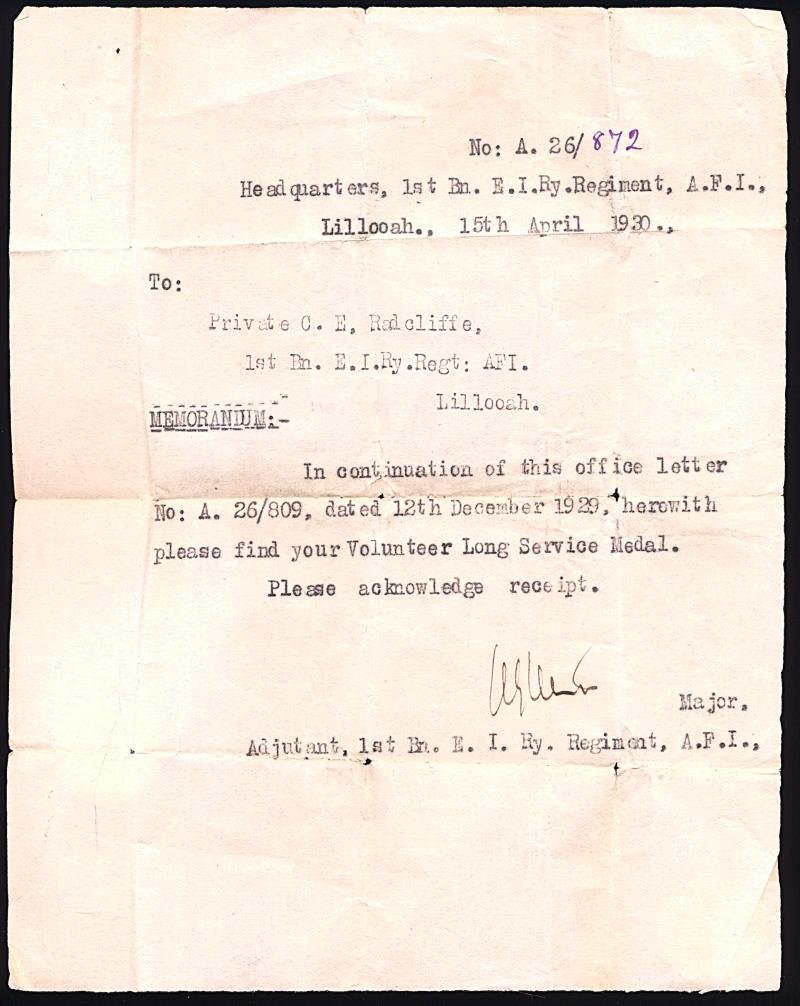 No: A. 26/872
Headquarters, 1st Bn. E.I.Ry.Regiment, A.F.I.,
Lillooah., 15th April 1930.,
To:
Private C. E, Radcliffe,
1st Bn. E.I.Ry.Regt: AFI.
Lillooah.
MEMORANDUM:-
In continuation of this office letter
No: A. 26/809, dated 12th December 1929, herewith
please find your Volunteer Long Service Medal.
Please acknowledge receipt.
Major,
Adjutant, 1st Bn. E. I. Ry. Regiment, A.F.I.,